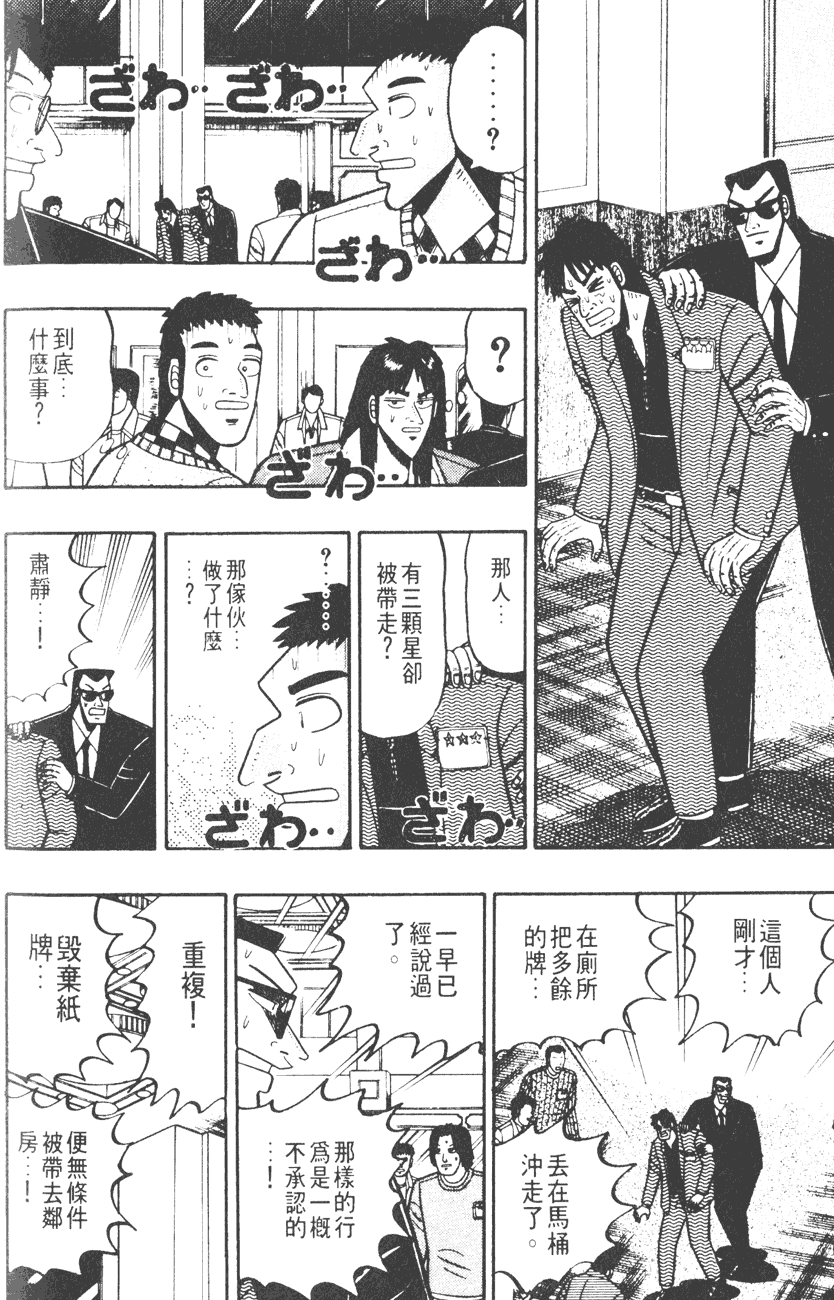 ………?
ざわ‥
ざわ‥
ざわ‥
?
到底…
什麼事?
ざわ‥
那人…
有三顆星卻
被帶走?
ざわ‥
?……
那傢伙…
做了什麼
…?
ざわ‥
肅靜…!
這個人
剛才…
在廁所
把多餘
的牌…
丟在馬桶
沖走了。
一早已
經說過
了。
那樣的行
爲是一概
不承認的
…!
重複!
毀棄紙
牌…
便無條件
被帶去鄰
房…!